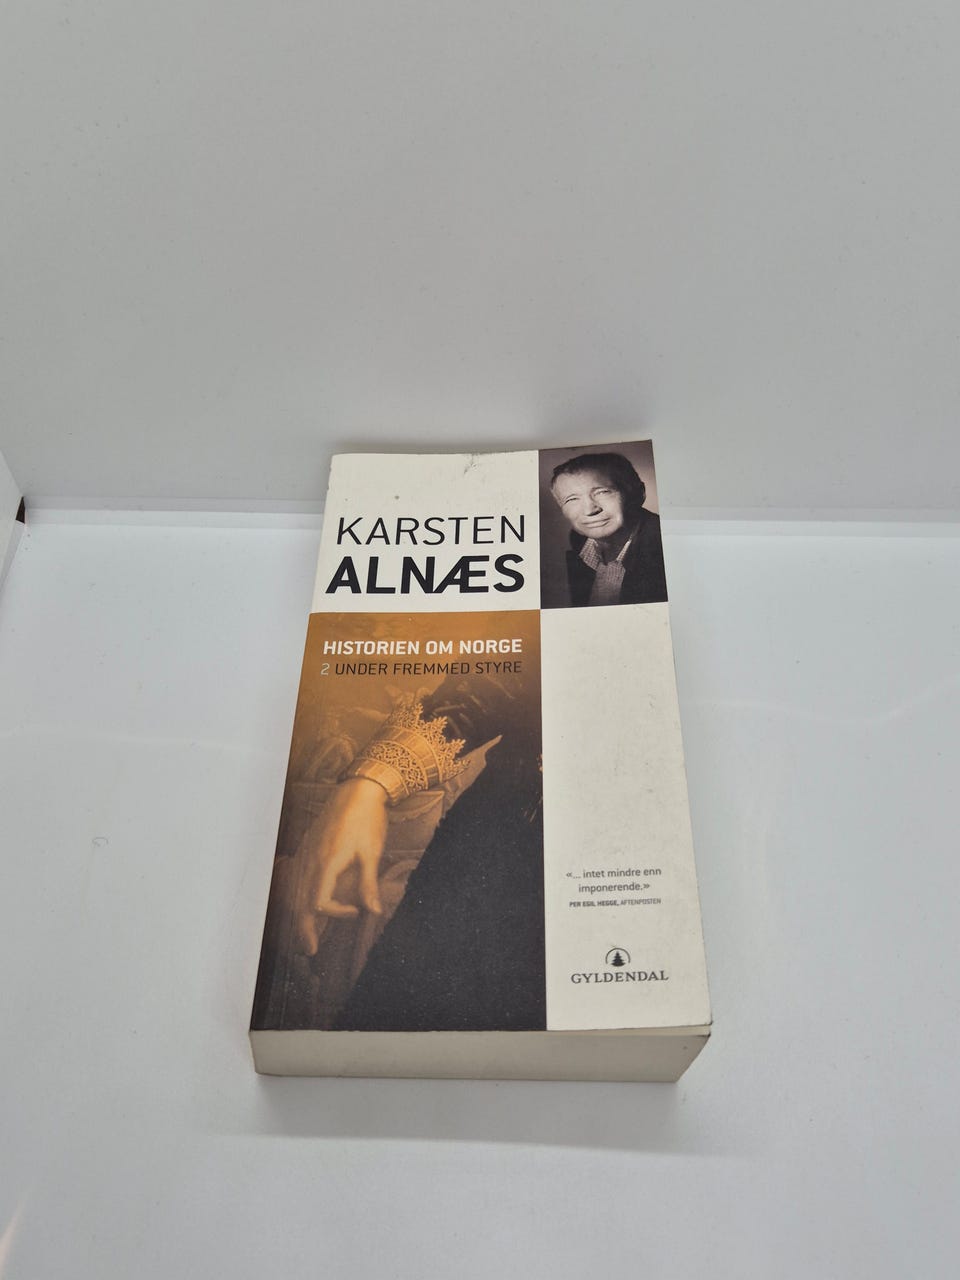 KARSTEN
ALNÆS
HISTORIEN OM NORGE
2 UNDER FREMMED STYRE
«... intet mindre enn
imponerende.»
PER EGIL HEGGE, AFTENPOSTEN
GYLDENDAL